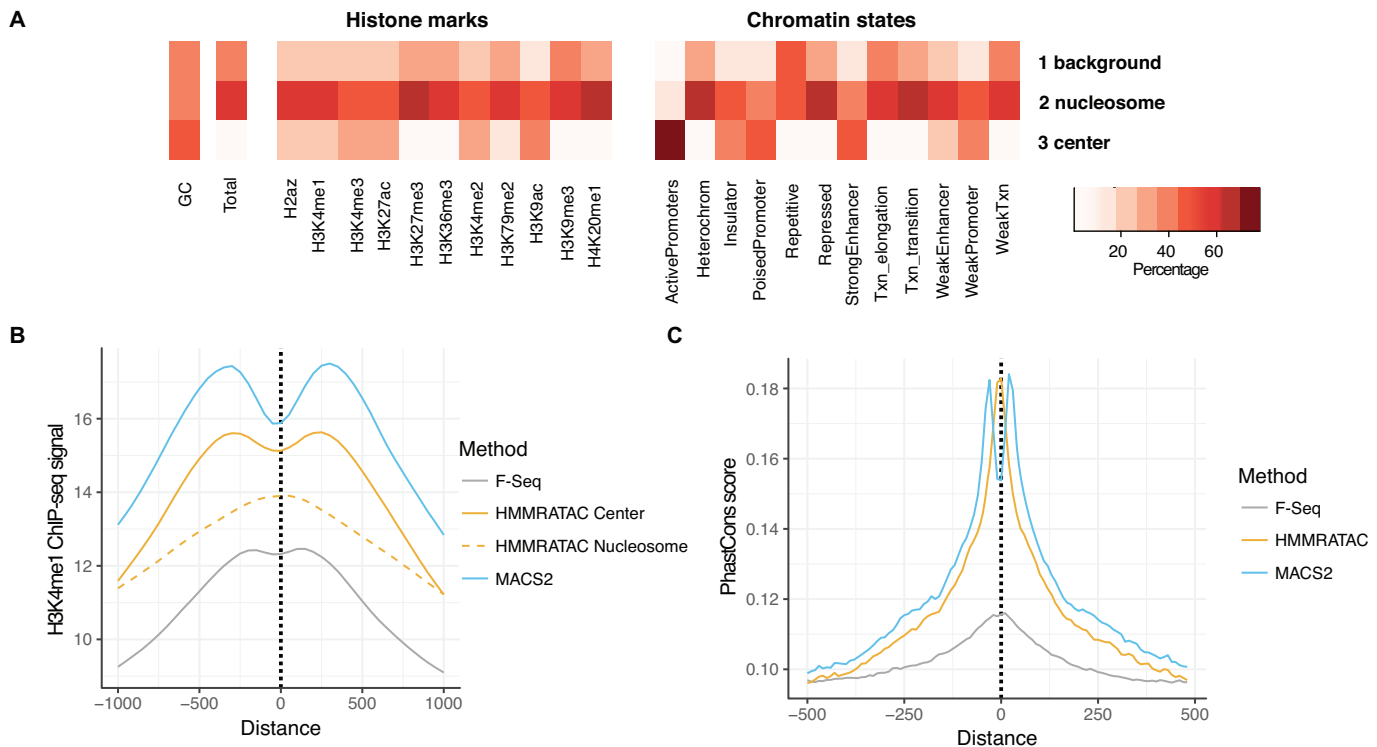 A
Histone marks
Chromatin states
1 background
2 nucleosome
3 center
GC
Total
H2az
H3K4me1
H3K4me3
H3K27ac
H3K27me3
H3K36me3
H3K4me2
H3K79me2
H3K9ac
H3K9me3
H4K20me1
ActivePromoters
Heterochrom
Insulator
PoisedPromoter
Repetitive
Repressed
StrongEnhancer
Txn_elongation
Txn_transition
WeakEnhancer
WeakPromoter
WeakTxn
20 40 60
Percentage
B
H3K4me1 ChIP-seq signal
16
14
12
10
−1000 −500 0 500 1000
Distance
Method
F-Seq
HMMRATAC Center
HMMRATAC Nucleosome
MACS2
C
PhastCons score
0.18
0.16
0.14
0.12
0.10
−500 −250 0 250 500
Distance
Method
F-Seq
HMMRATAC
MACS2